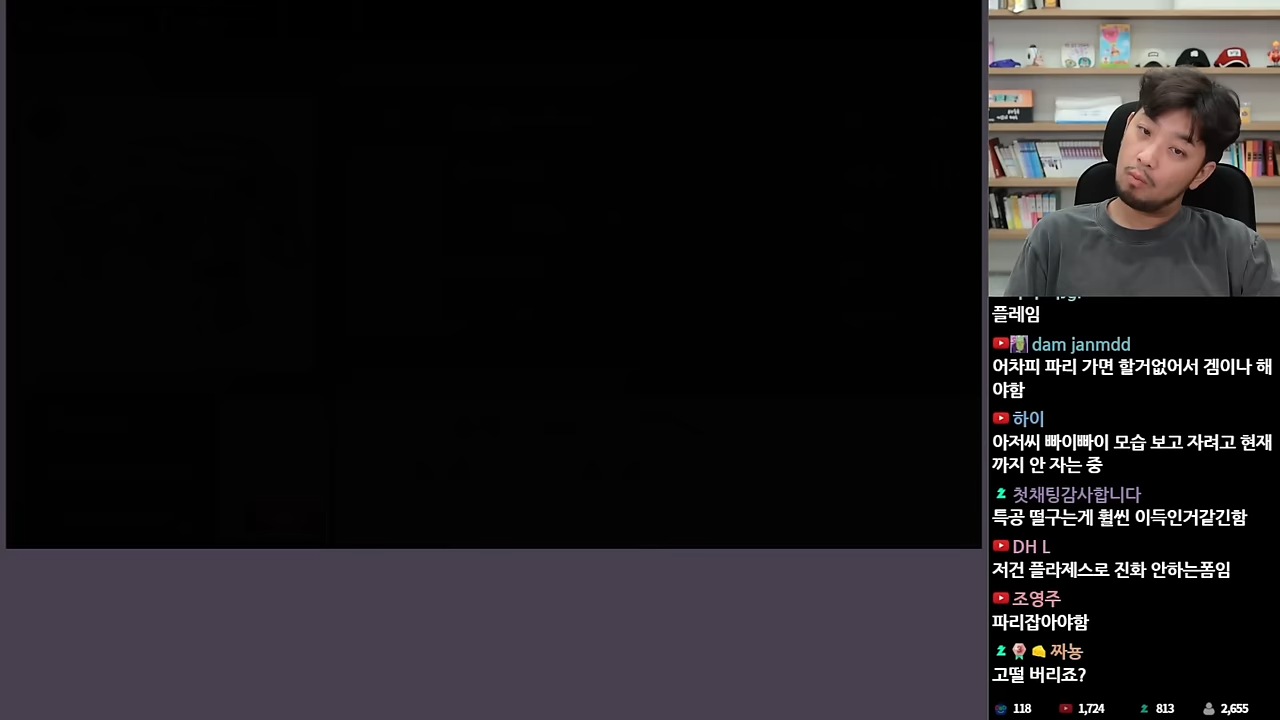 플레임
dam janmdd
어차피 파리 가면 할거없어서 겜이나 해
야함
하이
아저씨 빠이빠이 모습 보고 자려고 현재
까지 안 자는 중
첫채팅감사합니다
특공 떨구는게 훨씬 이득인거같긴함
DH L
저건 플라제스로 진화 안하는폼임
조영주
파리잡아야함
짜뇽
고떨 버리죠?
118 1,724 813 2,655